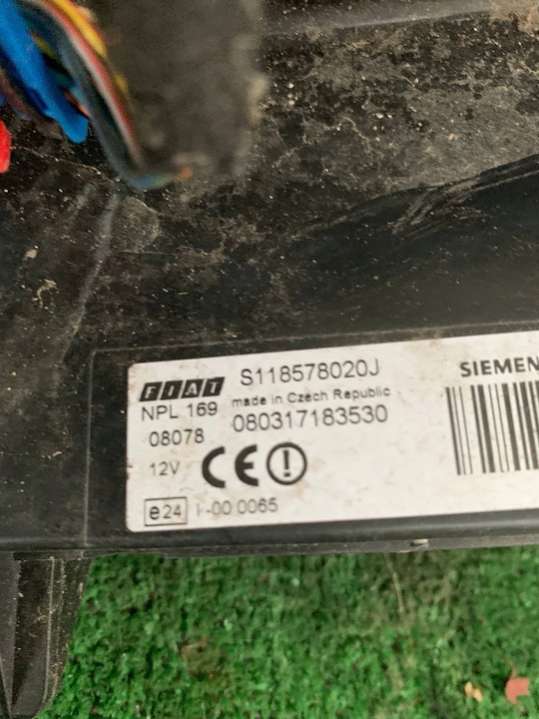 FIAT S118578020J SIEMEN
NPL 169 made in Czech Republic
08078 080317183530
12V CE
e24 I-00 0065